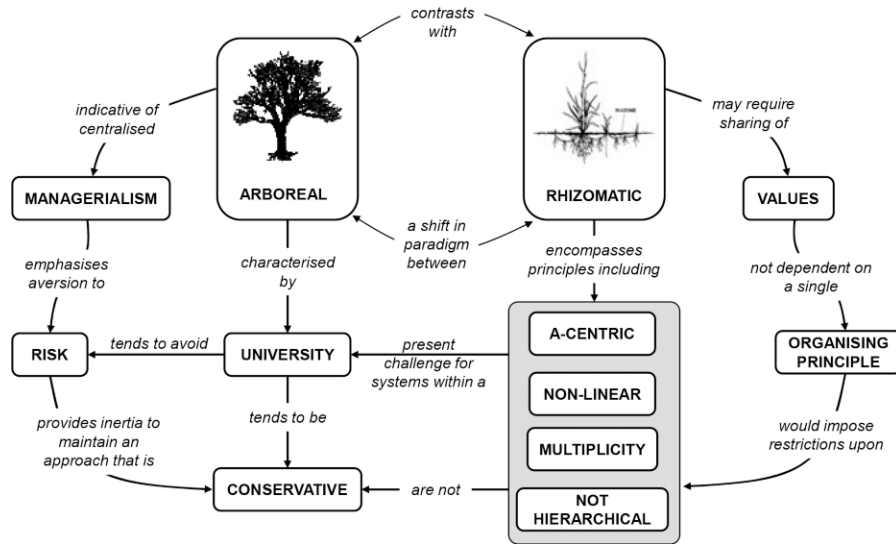 contrasts
with
indicative of
centralised
ARBOREAL
RHIZOME
RHIZOMATIC
may require
sharing of
MANAGERIALISM
VALUES
a shift in
paradigm
between
emphasises
aversion to
characterised
by
encompasses
principles including
not dependent on
a single
RISK
tends to avoid
UNIVERSITY
present
challenge for
systems within a
A-CENTRIC
NON-LINEAR
MULTIPLICITY
NOT
HIERARCHICAL
ORGANISING
PRINCIPLE
provides inertia to
maintain an
approach that is
tends to be
would impose
restrictions upon
CONSERVATIVE
are not